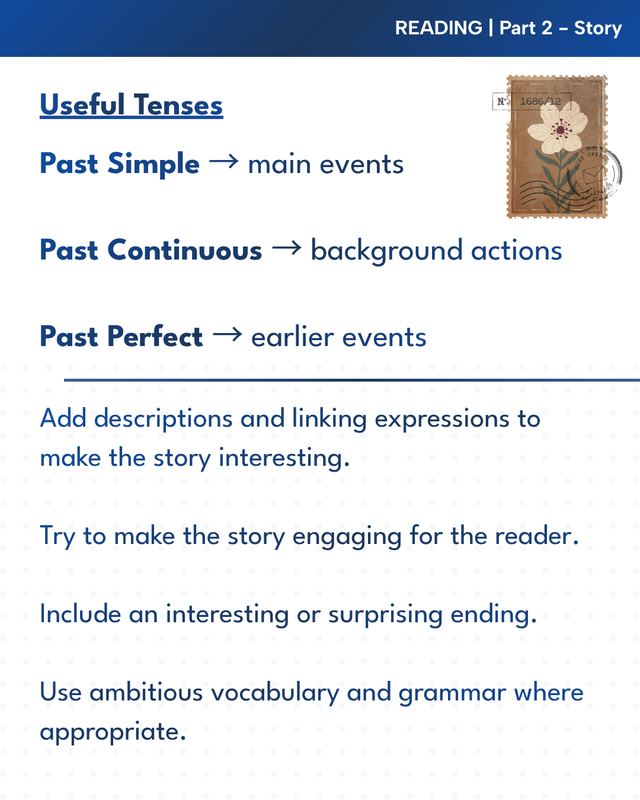 READING | Part 2 – Story
Useful Tenses
N° 1686/12
Past Simple → main events
Past Continuous → background actions
Past Perfect → earlier events
Add descriptions and linking expressions to
make the story interesting.
Try to make the story engaging for the reader.
Include an interesting or surprising ending.
Use ambitious vocabulary and grammar where
appropriate.